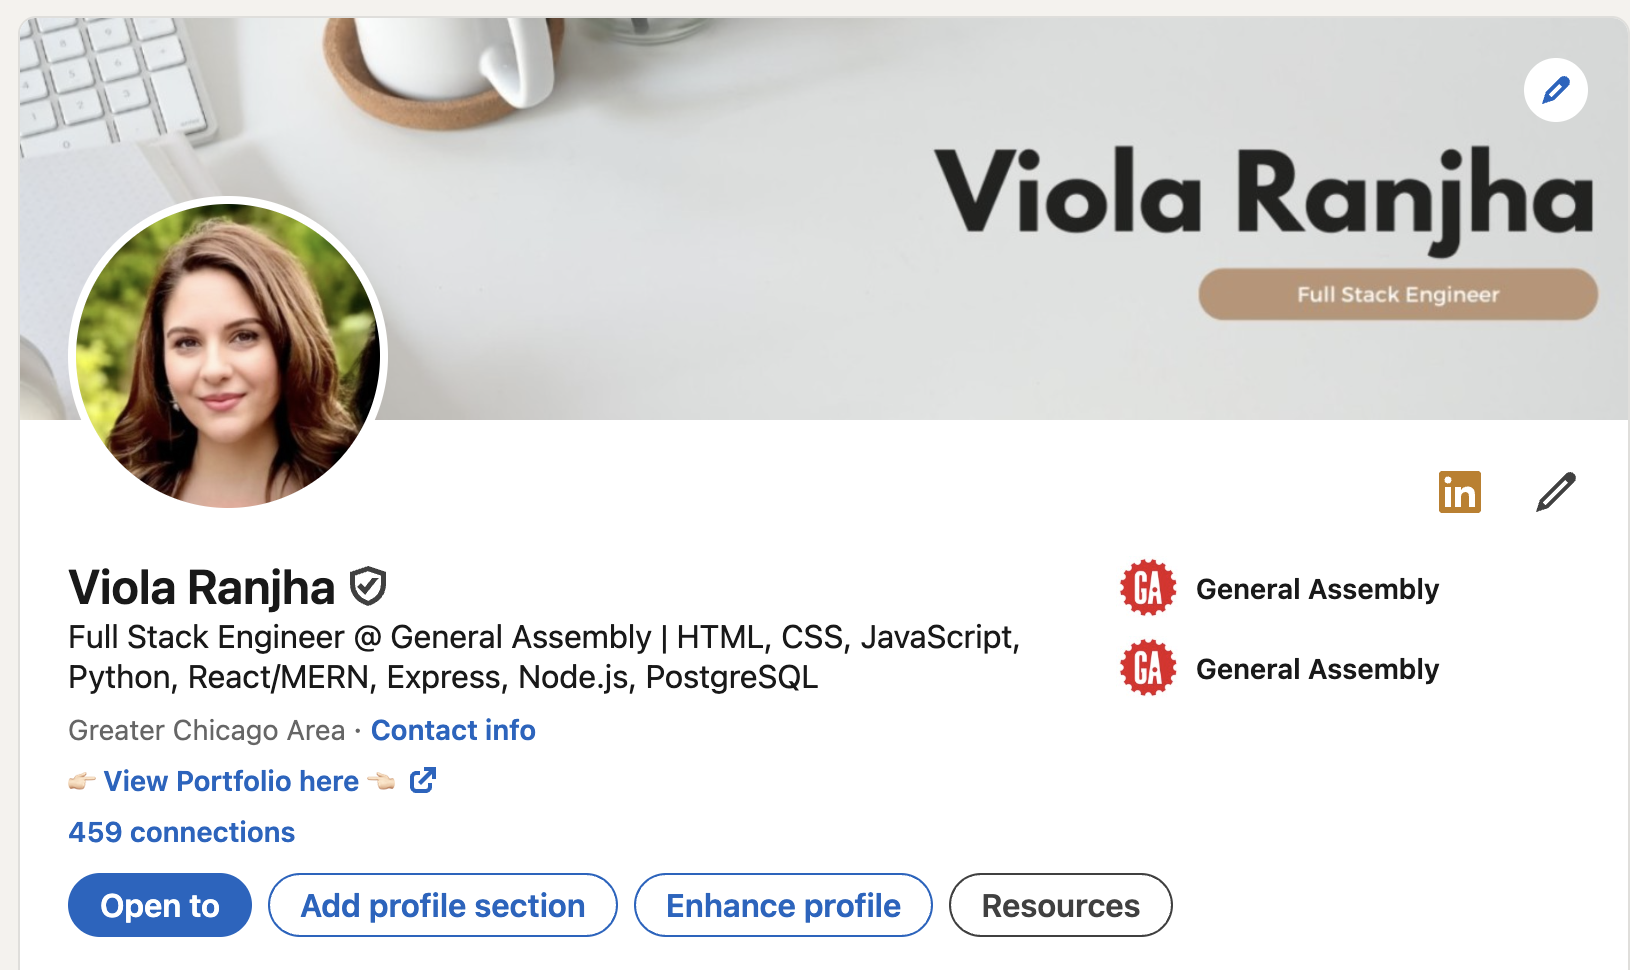 Viola Ranjha
Full Stack Engineer
in
Viola Ranjha
Full Stack Engineer @ General Assembly | HTML, CSS, JavaScript,
Python, React/MERN, Express, Node.js, PostgreSQL
Greater Chicago Area · Contact info
👉🏻 View Portfolio here 👈🏻
459 connections
GA General Assembly
GA General Assembly
Open to
Add profile section
Enhance profile
Resources